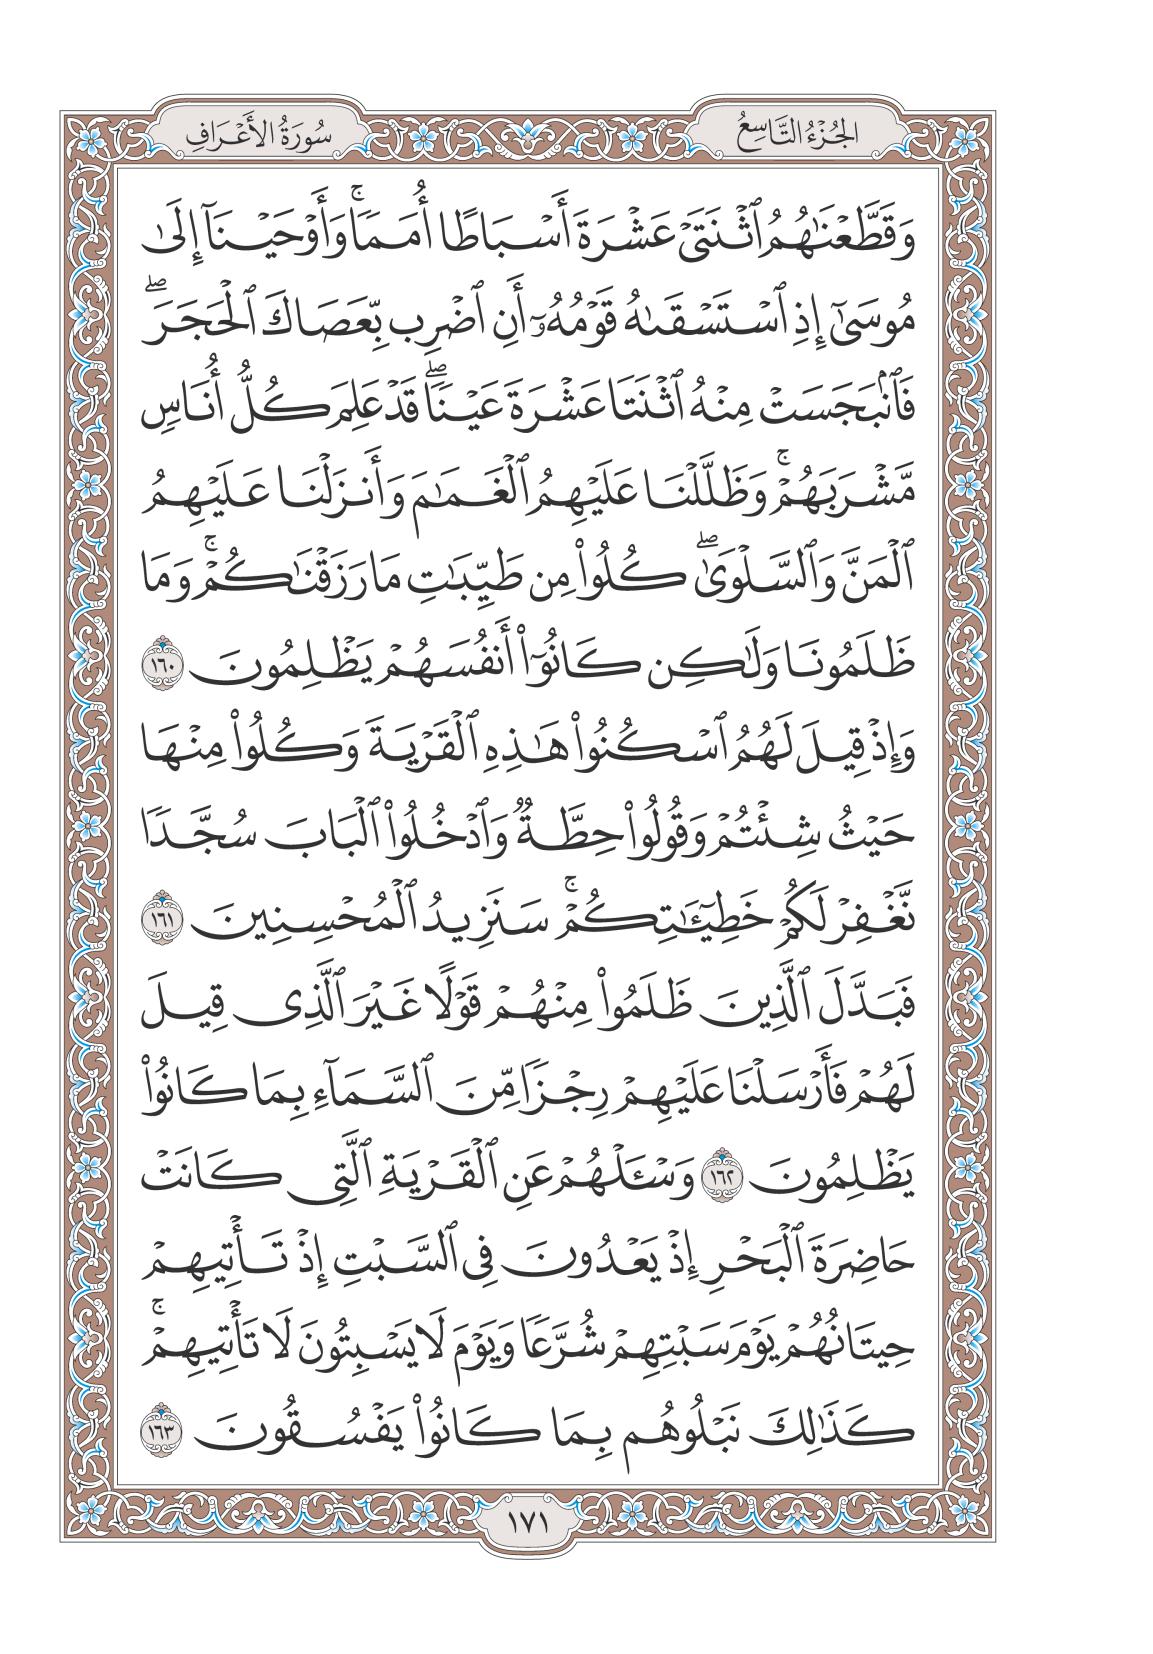 الجُزْءُ التَّاسِعُ
سُورَةُ الأَعْرَافِ
وَقَطَّعْنَٰهُمُ ٱثْنَتَىْ عَشْرَةَ أَسْبَاطًا أُمَمًاۚ وَأَوْحَيْنَآ إِلَىٰ
مُوسَىٰٓ إِذِ ٱسْتَسْقَىٰهُ قَوْمُهُۥٓ أَنِ ٱضْرِب بِّعَصَاكَ ٱلْحَجَرَۖ
فَٱنۢبَجَسَتْ مِنْهُ ٱثْنَتَا عَشْرَةَ عَيْنًاۖ قَدْ عَلِمَ كُلُّ أُنَاسٍ
مَّشْرَبَهُمْۚ وَظَلَّلْنَا عَلَيْهِمُ ٱلْغَمَٰمَ وَأَنزَلْنَا عَلَيْهِمُ
ٱلْمَنَّ وَٱلسَّلْوَىٰۖ كُلُوا۟ مِن طَيِّبَٰتِ مَا رَزَقْنَٰكُمْۚ وَمَا
ظَلَمُونَا وَلَٰكِن كَانُوٓا۟ أَنفُسَهُمْ يَظْلِمُونَ ١٦٠
وَإِذْ قِيلَ لَهُمُ ٱسْكُنُوا۟ هَٰذِهِ ٱلْقَرْيَةَ وَكُلُوا۟ مِنْهَا
حَيْثُ شِئْتُمْ وَقُولُوا۟ حِطَّةٌ وَٱدْخُلُوا۟ ٱلْبَابَ سُجَّدًا
نَّغْفِرْ لَكُمْ خَطِيٓـَٰٔتِكُمْۚ سَنَزِيدُ ٱلْمُحْسِنِينَ ١٦١
فَبَدَّلَ ٱلَّذِينَ ظَلَمُوا۟ مِنْهُمْ قَوْلًا غَيْرَ ٱلَّذِى قِيلَ
لَهُمْ فَأَرْسَلْنَا عَلَيْهِمْ رِجْزًا مِّنَ ٱلسَّمَآءِ بِمَا كَانُوا۟
يَظْلِمُونَ ١٦٢ وَسْـَٔلْهُمْ عَنِ ٱلْقَرْيَةِ ٱلَّتِى كَانَتْ
حَاضِرَةَ ٱلْبَحْرِ إِذْ يَعْدُونَ فِى ٱلسَّبْتِ إِذْ تَأْتِيهِمْ
حِيتَانُهُمْ يَوْمَ سَبْتِهِمْ شُرَّعًا وَيَوْمَ لَا يَسْبِتُونَ لَا تَأْتِيهِمْۚ
كَذَٰلِكَ نَبْلُوهُم بِمَا كَانُوا۟ يَفْسُقُونَ ١٦٣
١٧١